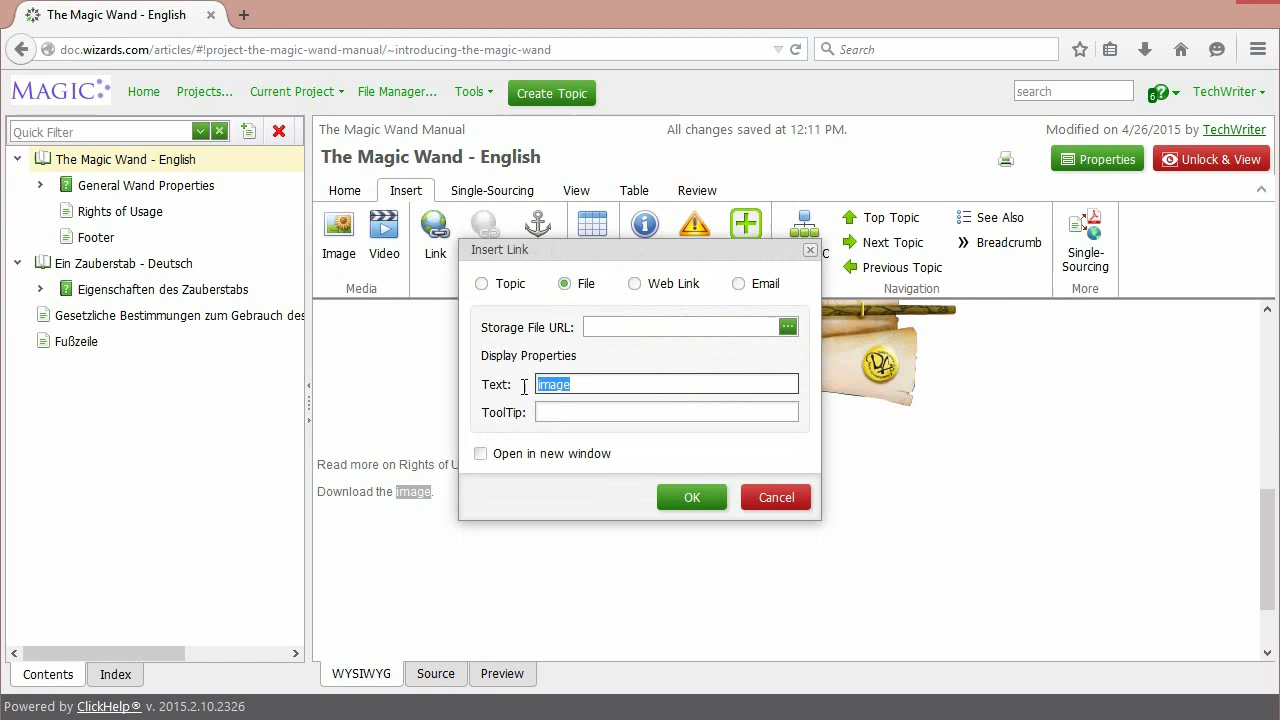 The Magic Wand - English
doc.wizards.com/articles/#!project-the-magic-wand-manual/~introducing-the-magic-wand
Search
MAGIC
Home Projects... Current Project File Manager... Tools Create Topic
search
6 ?
TechWriter
Quick Filter
The Magic Wand - English
General Wand Properties
Rights of Usage
Footer
Ein Zauberstab - Deutsch
Eigenschaften des Zauberstabs
Gesetzliche Bestimmungen zum Gebrauch des
Fußzeile
Contents Index
The Magic Wand Manual All changes saved at 12:11 PM. Modified on 4/26/2015 by TechWriter
The Magic Wand - English
Properties Unlock & View
Home Insert Single-Sourcing View Table Review
Image Video Link
Media
C
Top Topic
Next Topic
Previous Topic
See Also
Breadcrumb
Navigation
Single-
Sourcing
More
Insert Link
Topic File Web Link Email
Storage File URL: ...
Display Properties
Text: image
ToolTip:
Open in new window
OK Cancel
Read more on Rights of U
Download the image.
WYSIWYG Source Preview
Powered by ClickHelp® v. 2015.2.10.2326